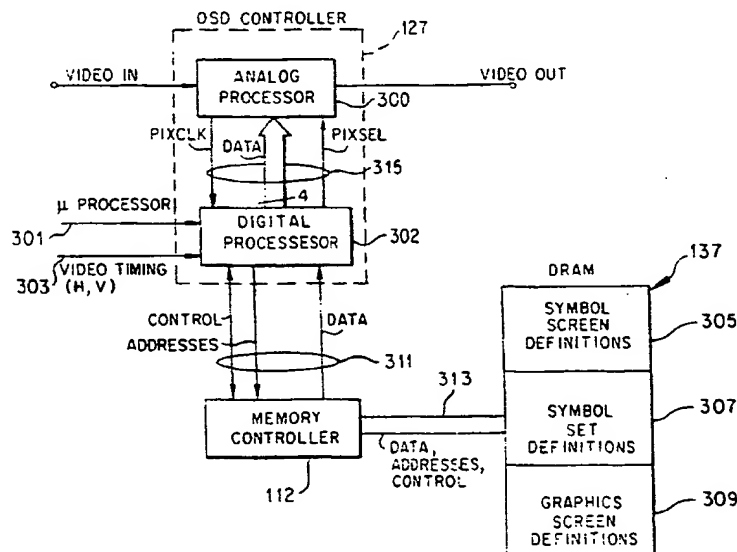 OSD CONTROLLER
127
VIDEO IN
ANALOG
PROCESSOR
VIDEO OUT
300
PIXCLK
DATA
PIXSEL
315
4
μ PROCESSOR
301
DIGITAL
PROCESSESOR
302
303
VIDEO TIMING
(H,V)
DRAM
137
CONTROL
DATA
ADDRESSES
SYMBOL
SCREEN
DEFINITIONS
305
311
313
MEMORY
CONTROLLER
SYMBOL
SET
DEFINITIONS
307
DATA,
ADDRESSES,
CONTROL
112
GRAPHICS
SCREEN
DEFINITIONS
309